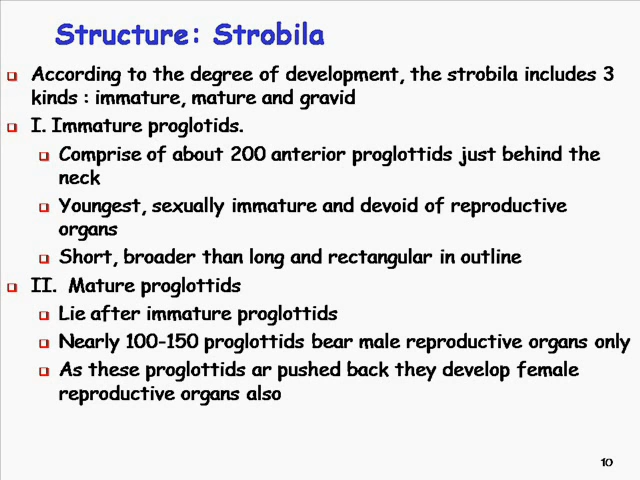 Structure: Strobila
According to the degree of development, the strobila includes 3
kinds : immature, mature and gravid
I. Immature proglotids.
Comprise of about 200 anterior proglottids just behind the
neck
Youngest, sexually immature and devoid of reproductive
organs
Short, broader than long and rectangular in outline
II. Mature proglottids
Lie after immature proglottids
Nearly 100-150 proglottids bear male reproductive organs only
As these proglottids ar pushed back they develop female
reproductive organs also
10